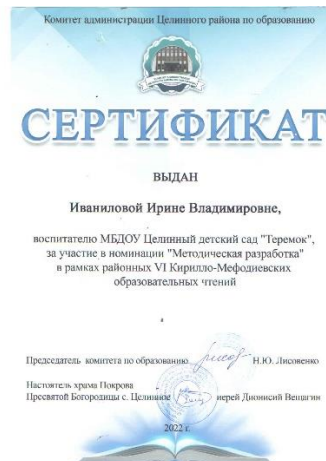 Комитет администрации Целинного района по образованию
СЕРТИФИКАТ
ВЫДАН
Иваниловой Ирине Владимировне,
воспитателю МБДОУ Целинный детский сад "Теремок",
за участие в номинации "Методическая разработка"
в рамках районных VI Кирилло-Мефодиевских
образовательных чтений
Председатель комитета по образованию Н.Ю. Лисовенко
Настоятель храма Покрова
Пресвятой Богородицы с. Целинное иерей Дионисий Вещагин
2022 г.